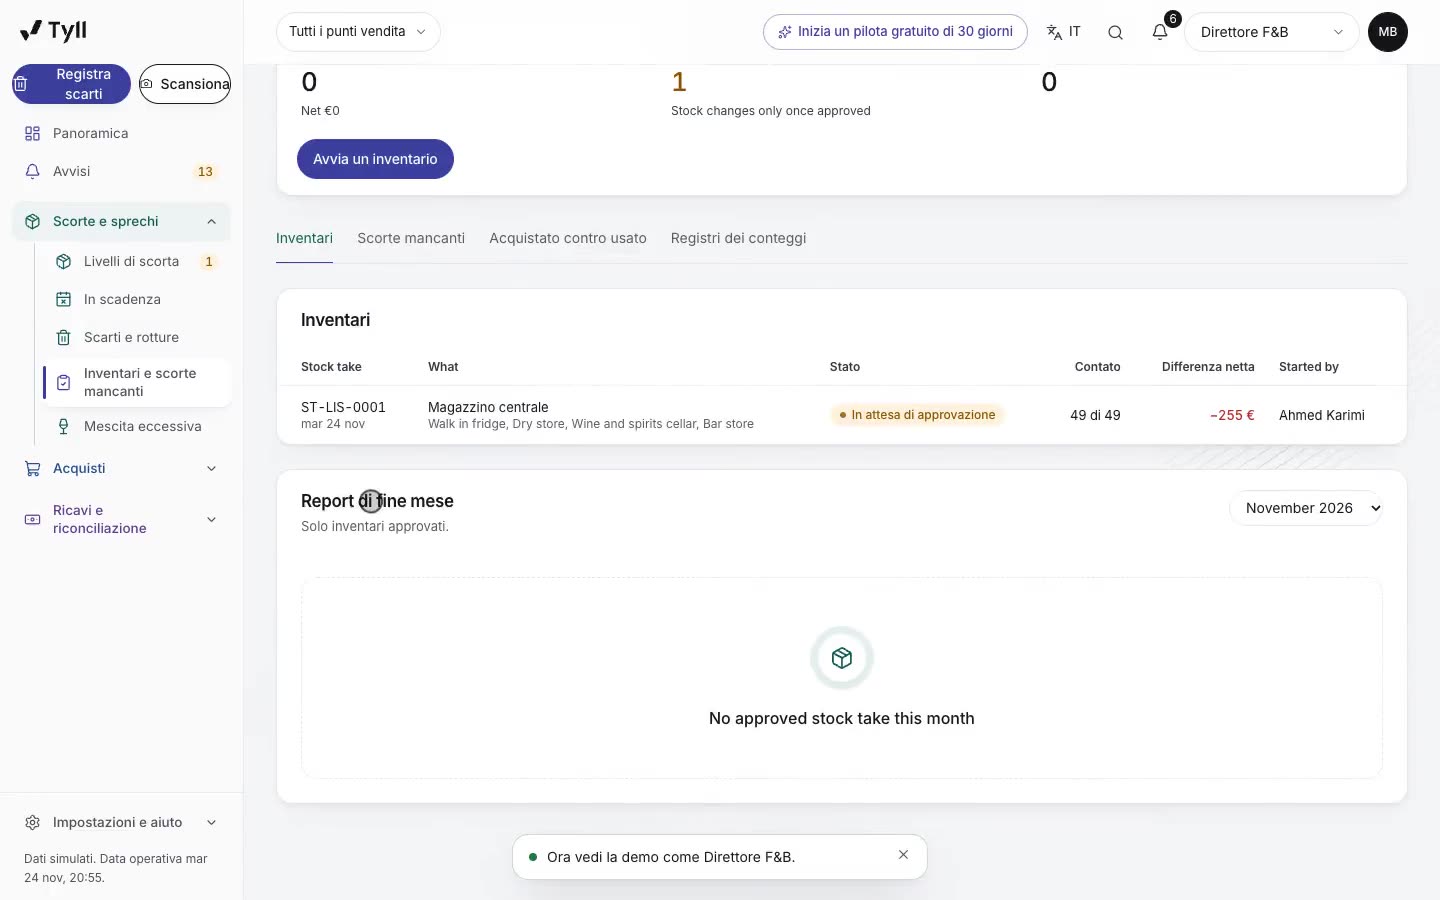 Tyll
Registra scarti
Scansiona
Panoramica
Avvisi 13
Scorte e sprechi
Livelli di scorta 1
In scadenza
Scarti e rotture
Inventari e scorte mancanti
Mescita eccessiva
Acquisti
Ricavi e riconciliazione
Impostazioni e aiuto
Dati simulati. Data operativa mar
24 nov, 20:55.
Tutti i punti vendita
Inizia un pilota gratuito di 30 giorni
IT
6
Direttore F&B
MB
0
Net €0
1
Stock changes only once approved
0
Avvia un inventario
Inventari Scorte mancanti Acquistato contro usato Registri dei conteggi
Inventari
Stock take What Stato Contato Differenza netta Started by
ST-LIS-0001 Magazzino centrale In attesa di approvazione 49 di 49 −255 € Ahmed Karimi
mar 24 nov Walk in fridge, Dry store, Wine and spirits cellar, Bar store
Report di fine mese
Solo inventari approvati.
November 2026
No approved stock take this month
Ora vedi la demo come Direttore F&B.